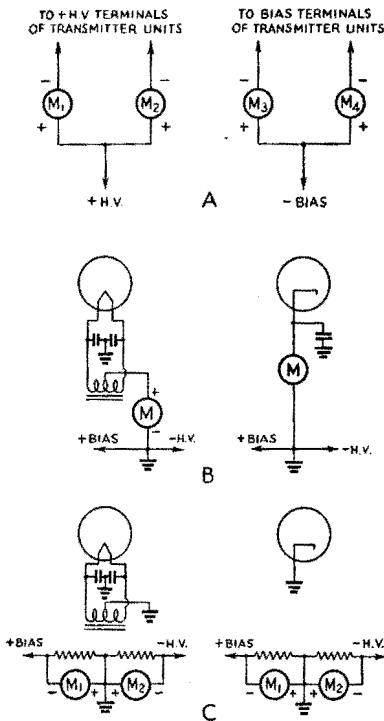 TO +H.V TERMINALS
OF TRANSMITTER UNITS
TO BIAS TERMINALS
OF TRANSMITTER UNITS
− −
M1 M2
+ +
+H.V.
− −
M3 M4
+ +
− BIAS
A
+
M
−
+BIAS −H.V.
M
+BIAS −H.V.
B
+BIAS −H.V.
− M1 + + M2 −
+BIAS −H.V.
− M1 + + M2 −
C